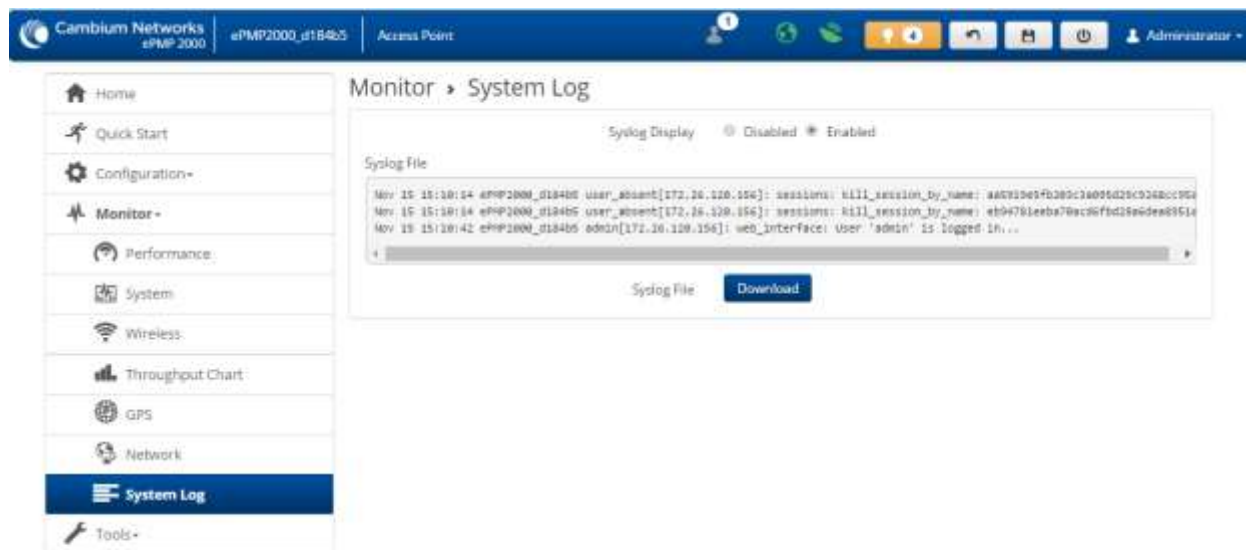 Cambium Networks
ePMP 2000
ePMP2000_d184b5
Access Point
1
4
Administrator
Home
Quick Start
Configuration
Monitor
Performance
System
Wireless
Throughput Chart
GPS
Network
System Log
Tools
Monitor › System Log
Syslog Display Disabled Enabled
Syslog File
Nov 15 15:10:14 ePMP2000_d184b5 user_absent[172.26.120.156]: sessions: kill_session_by_name:
Nov 15 15:10:14 ePMP2000_d184b5 user_absent[172.26.120.156]: sessions: kill_session_by_name:
Nov 15 15:10:42 ePMP2000_d184b5 admin[172.26.120.156]: web_interface: User 'admin' is logged in...
Syslog File Download